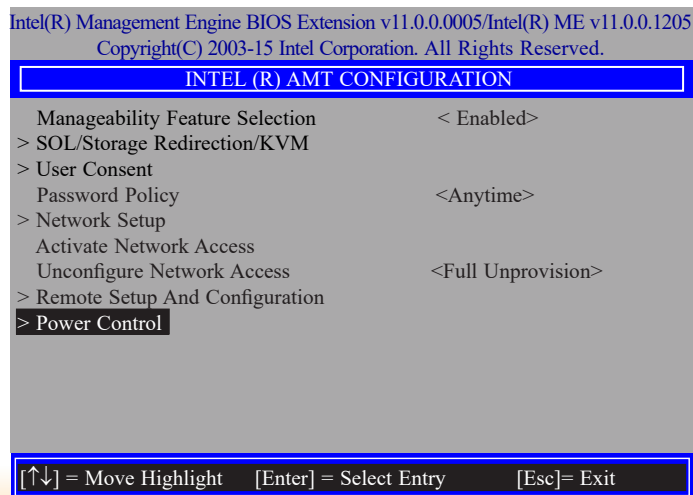 Intel(R) Management Engine BIOS Extension v11.0.0.0005/Intel(R) ME v11.0.0.1205
Copyright(C) 2003-15 Intel Corporation. All Rights Reserved.
INTEL (R) AMT CONFIGURATION
Manageability Feature Selection < Enabled>
> SOL/Storage Redirection/KVM
> User Consent
Password Policy <Anytime>
> Network Setup
Activate Network Access
Unconfigure Network Access <Full Unprovision>
> Remote Setup And Configuration
> Power Control
[↑↓] = Move Highlight [Enter] = Select Entry [Esc]= Exit